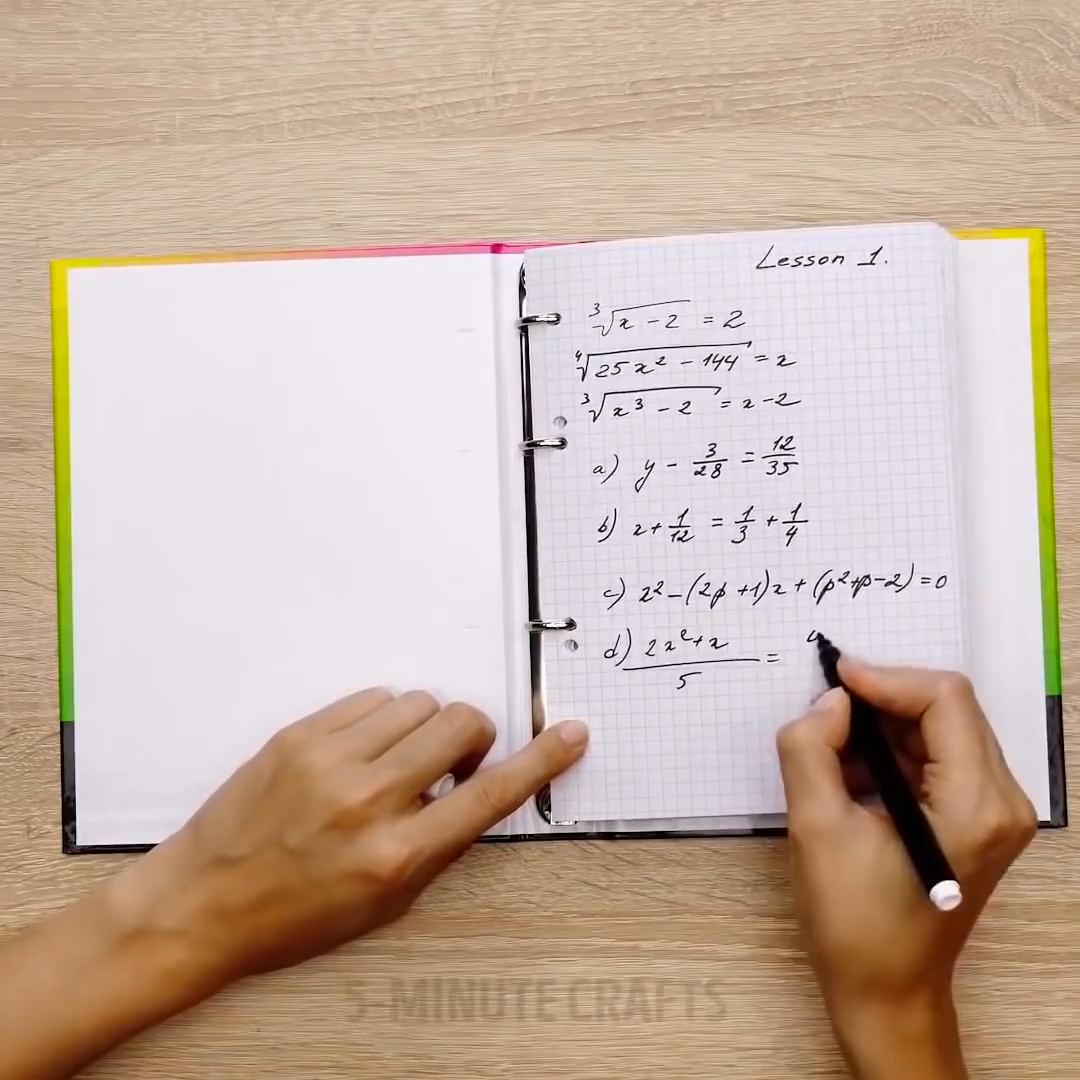 Lesson 1.
∛(x - 2) = 2
∜(25x² - 144) = x
∛(x³ - 2) = x - 2
a) y - 3/28 = 12/35
b) x + 1/12 = 1/3 + 1/4
c) x² - (2p + 1)x + (p² + p - 2) = 0
d) (2x² + x)/5 =
5-MINUTE CRAFTS